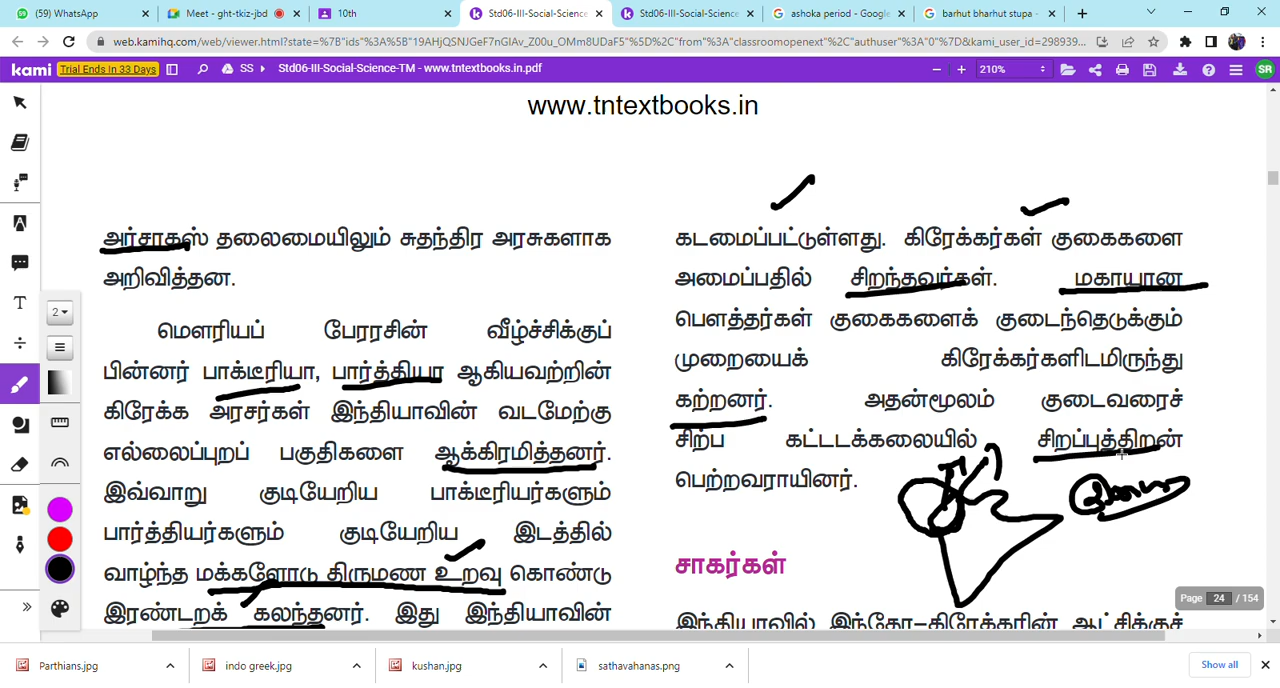 (59) WhatsApp
Meet - ght-tkiz-jbd
10th
Std06-III-Social-Science
Std06-III-Social-Science
ashoka period - Google
barhut bharhut stupa -
web.kamihq.com/web/viewer.html?state=%7B"ids"%3A%5B"19AHjQSNJGeF7nGIAv_Z00u_OMm8UDaF5"%5D%2C"from"%3A"classroomopennext"%2C"authuser"%3A"0"%7D&kami_user_id=298939...
kami Trial Ends In 33 Days SS Std06-III-Social-Science-TM - www.tntextbooks.in.pdf 210% SR
www.tntextbooks.in
அர்சாகஸ் தலைமையிலும் சுதந்திர அரசுகளாக
அறிவித்தன.
மௌரியப் பேரரசின் வீழ்ச்சிக்குப்
பின்னர் பாக்டீரியா, பார்த்தியா ஆகியவற்றின்
கிரேக்க அரசர்கள் இந்தியாவின் வடமேற்கு
எல்லைப்புறப் பகுதிகளை ஆக்கிரமித்தனர்.
இவ்வாறு குடியேறிய பாக்டீரியர்களும்
பார்த்தியர்களும் குடியேறிய இடத்தில்
வாழ்ந்த மக்களோடு திருமண உறவு கொண்டு
இரண்டறக் கலந்தனர். இது இந்தியாவின்
கடமைப்பட்டுள்ளது. கிரேக்கர்கள் குகைகளை
அமைப்பதில் சிறந்தவர்கள். மகாயான
பௌத்தர்கள் குகைகளைக் குடைந்தெடுக்கும்
முறையைக் கிரேக்கர்களிடமிருந்து
கற்றனர். அதன்மூலம் குடைவரைச்
சிற்ப கட்டடக்கலையில் சிறப்புத்திறன்
பெற்றவராயினர்.
சாகர்கள்
இந்தியாவில் இந்தோ–கிரேக்கரின் ஆட்சிக்குச்
2
Page 24 / 154
Parthians.jpg
indo greek.jpg
kushan.jpg
sathavahanas.png
Show all